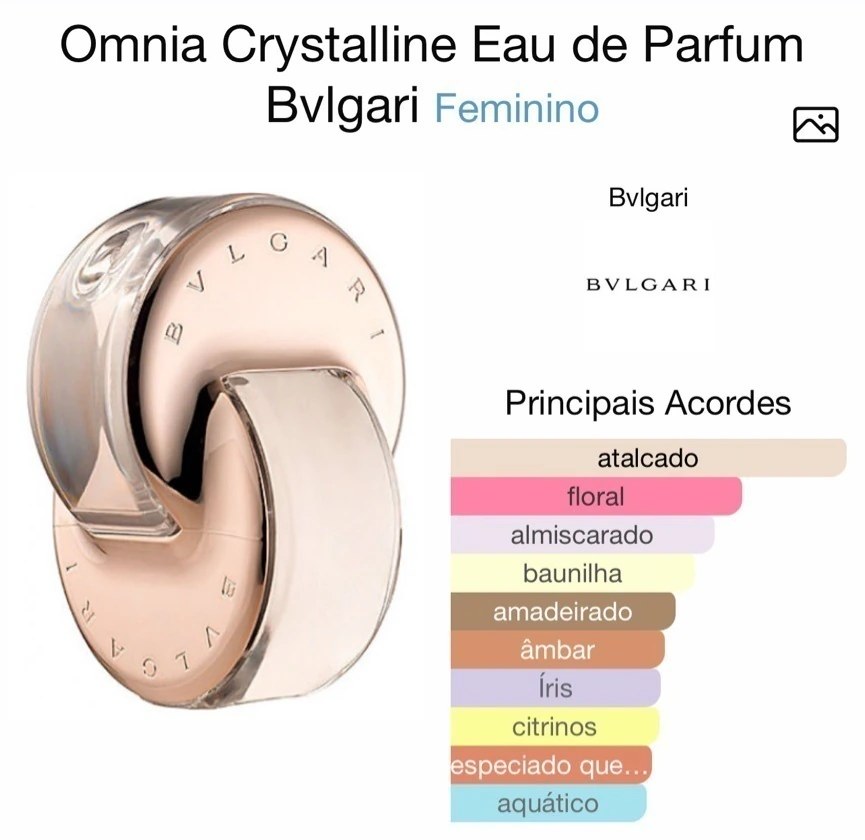 Omnia Crystalline Eau de Parfum
Bvlgari Feminino
Bvlgari
BVLGARI
BVLGARI
BVLGARI
Principais Acordes
atalcado
floral
almiscarado
baunilha
amadeirado
âmbar
Íris
citrinos
especiado que...
aquático